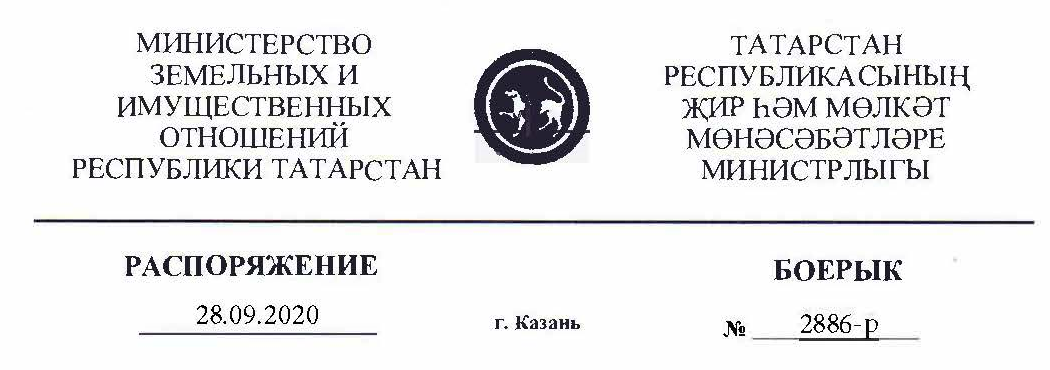 МИНИСТЕРСТВО
ЗЕМЕЛЬНЫХ И
ИМУЩЕСТВЕННЫХ
ОТНОШЕНИЙ
РЕСПУБЛИКИ ТАТАРСТАН
ТАТАРСТАН
РЕСПУБЛИКАСЫНЫҢ
ҖИР ҺӘМ МӨЛКӘТ
МӨНӘСӘБӘТЛӘРЕ
МИНИСТРЛЫГЫ
РАСПОРЯЖЕНИЕ
БОЕРЫК
28.09.2020
г. Казань
№ 2886-р